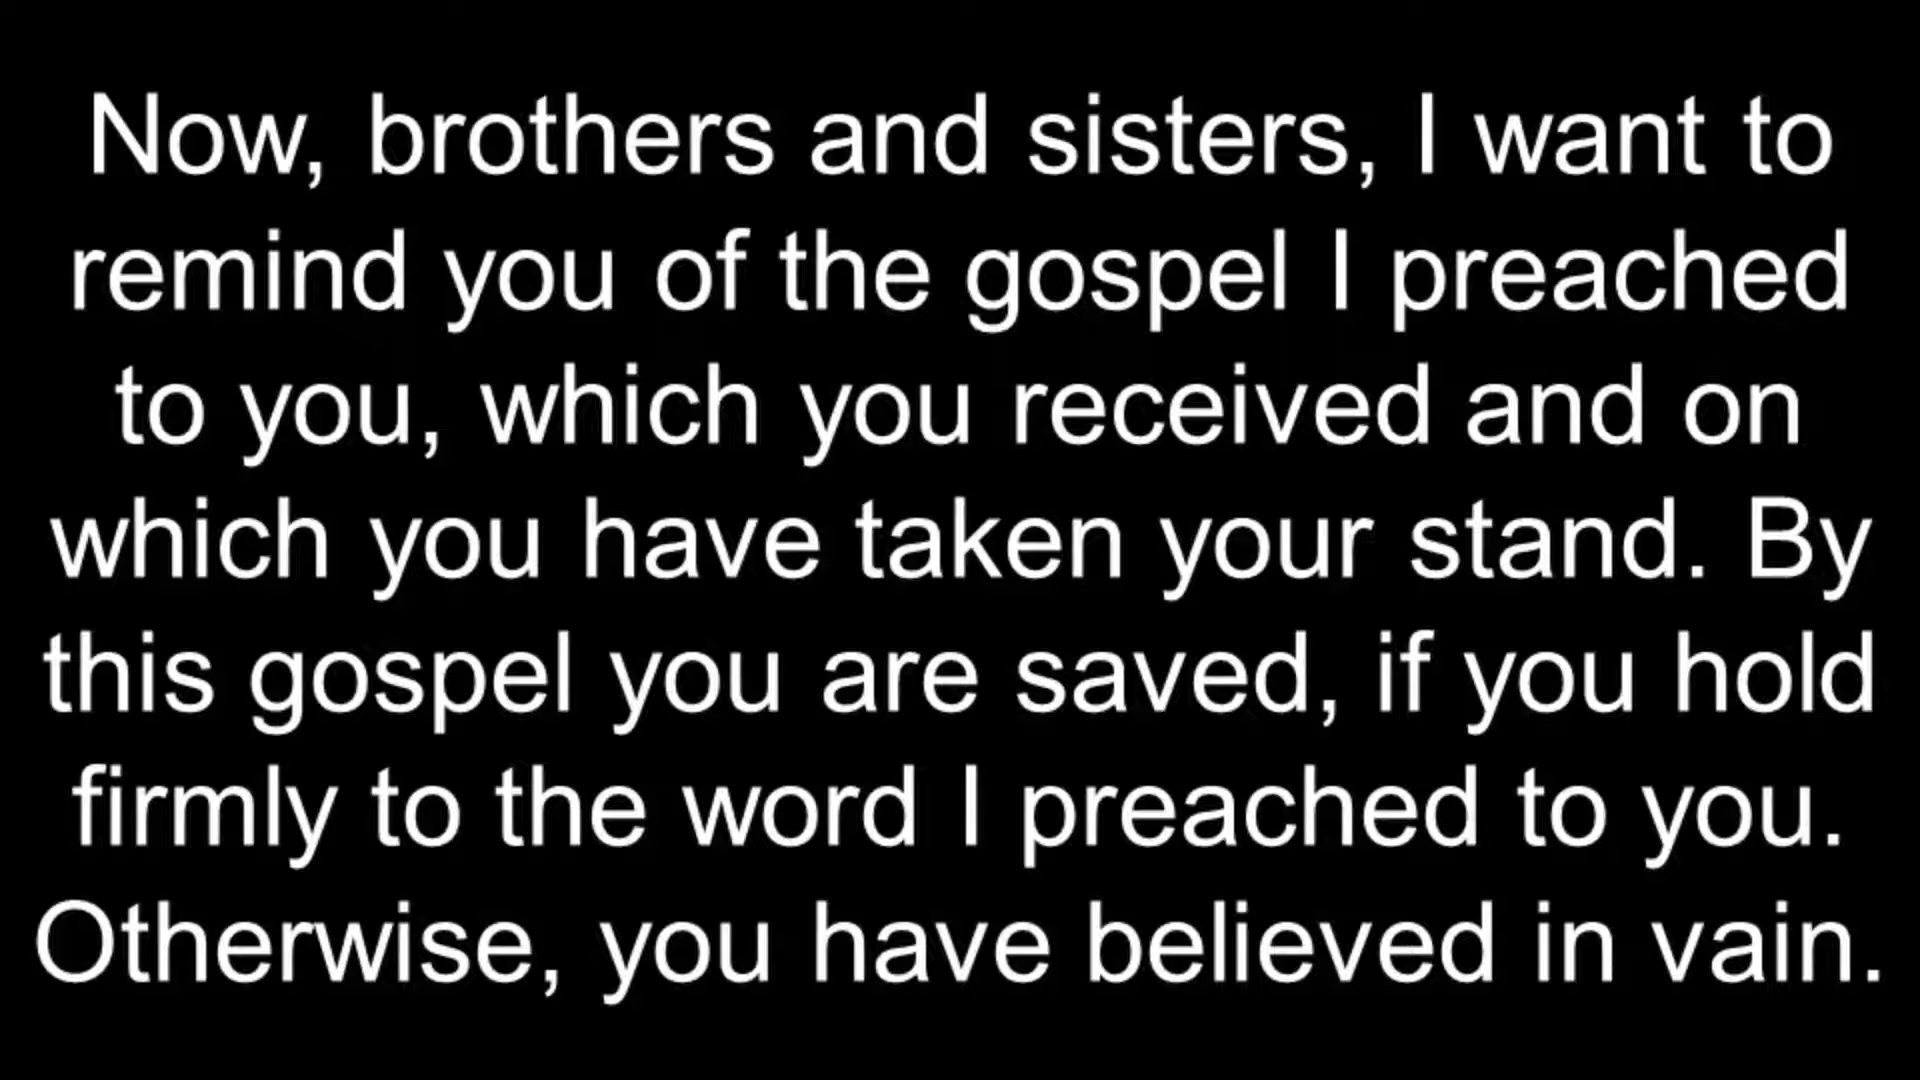 Now, brothers and sisters, I want to
remind you of the gospel I preached
to you, which you received and on
which you have taken your stand. By
this gospel you are saved, if you hold
firmly to the word I preached to you.
Otherwise, you have believed in vain.